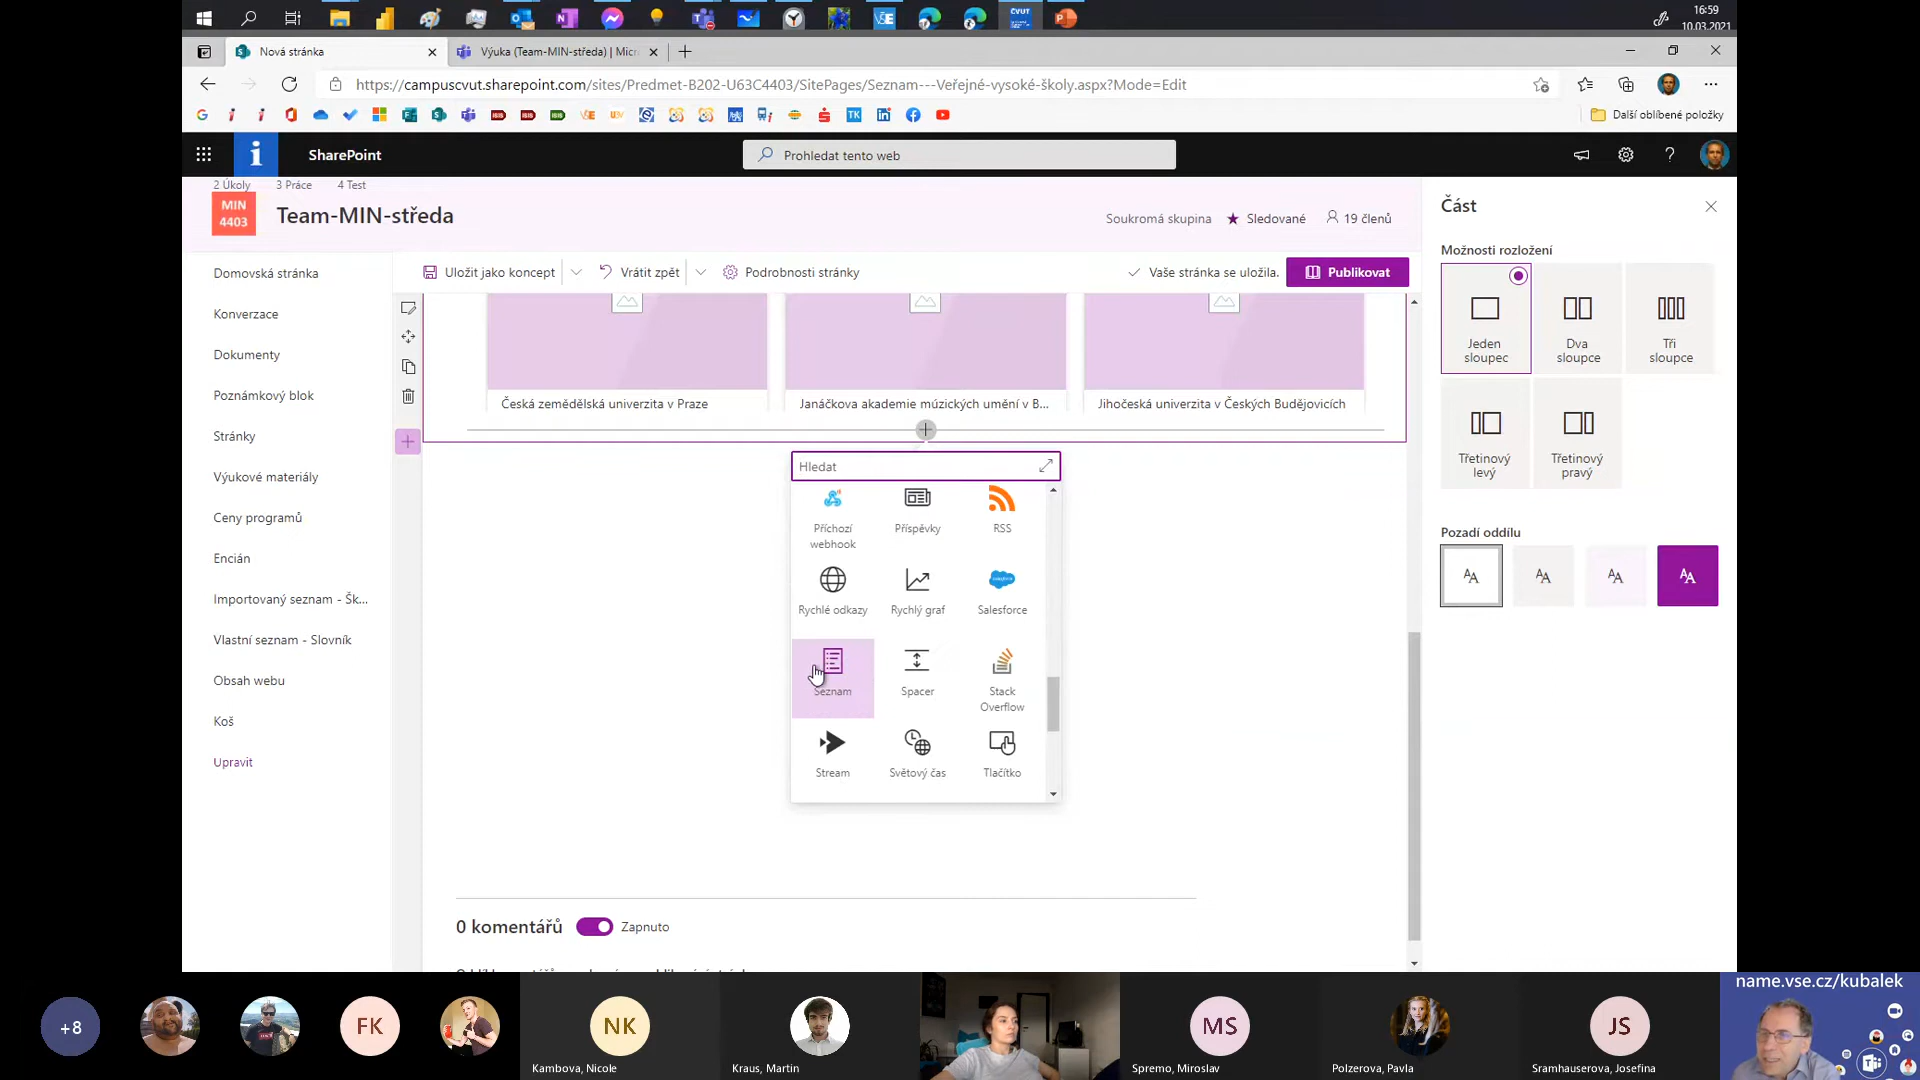 16:59
10.03.2021
Nová stránka
Výuka (Team-MIN-středa) | Micr
https://campuscvut.sharepoint.com/sites/Predmet-B202-U63C4403/SitePages/Seznam---Veřejné-vysoké-školy.aspx?Mode=Edit
Další oblíbené položky
SharePoint
Prohledat tento web
2 Úkoly
3 Práce
4 Test
MIN
4403
Team-MIN-středa
Soukromá skupina
Sledované
19 členů
Domovská stránka
Konverzace
Dokumenty
Poznámkový blok
Stránky
Výukové materiály
Ceny programů
Encián
Importovaný seznam - Šk...
Vlastní seznam - Slovník
Obsah webu
Koš
Upravit
Uložit jako koncept
Vrátit zpět
Podrobnosti stránky
Vaše stránka se uložila.
Publikovat
Česká zemědělská univerzita v Praze
Janáčkova akademie múzických umění v B...
Jihočeská univerzita v Českých Budějovicích
Hledat
Příchozí
webhook
Příspěvky
RSS
Rychlé odkazy
Rychlý graf
Salesforce
Seznam
Spacer
Stack
Overflow
Stream
Světový čas
Tlačítko
0 komentářů
Zapnuto
Část
Možnosti rozložení
Jeden
sloupec
Dva
sloupce
Tři
sloupce
Třetinový
levý
Třetinový
pravý
Pozadí oddílu
+8
FK
NK
Kambova, Nicole
Kraus, Martin
MS
Spremo, Miroslav
Polzerova, Pavla
JS
Sramhauserova, Josefina
name.vse.cz/kubalek